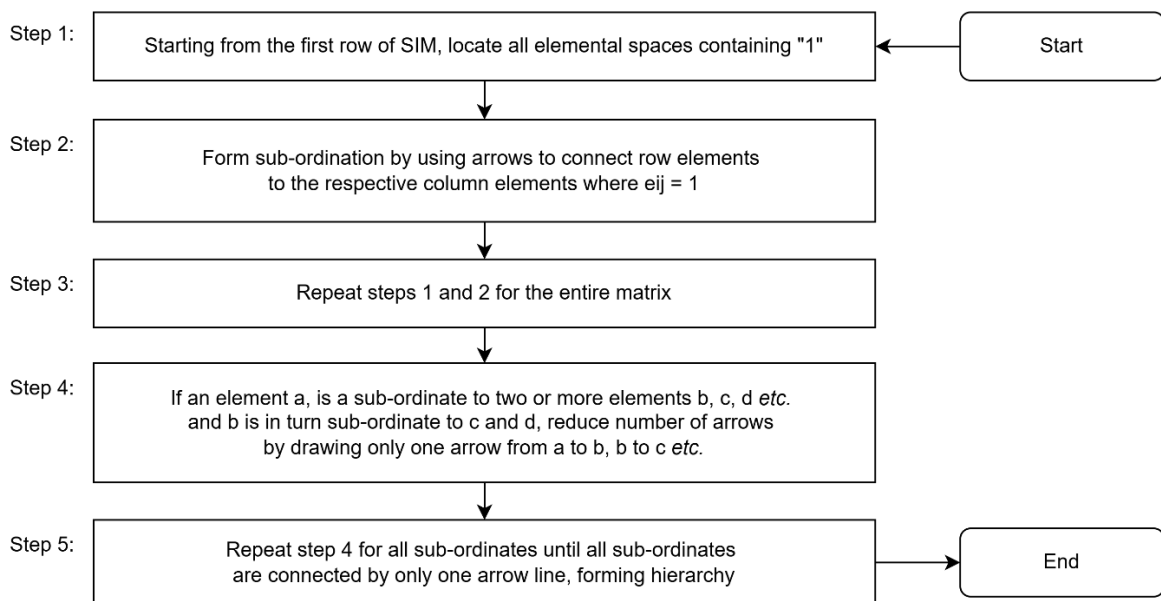 Step 1:
Starting from the first row of SIM, locate all elemental spaces containing "1"
Start
Step 2:
Form sub-ordination by using arrows to connect row elements
to the respective column elements where eij = 1
Step 3:
Repeat steps 1 and 2 for the entire matrix
Step 4:
If an element a, is a sub-ordinate to two or more elements b, c, d etc.
and b is in turn sub-ordinate to c and d, reduce number of arrows
by drawing only one arrow from a to b, b to c etc.
Step 5:
Repeat step 4 for all sub-ordinates until all sub-ordinates
are connected by only one arrow line, forming hierarchy
End